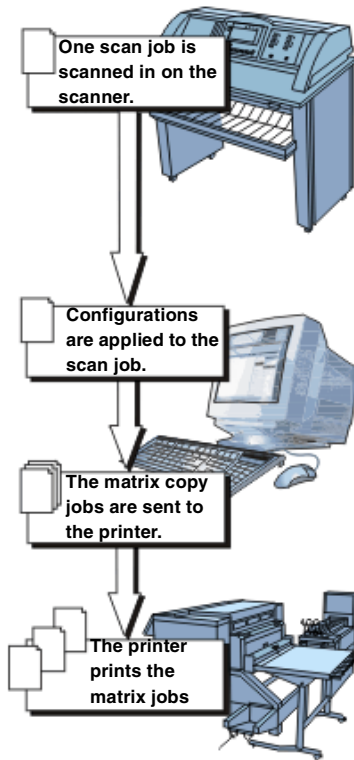 One scan job is
scanned in on the
scanner.
Configurations
are applied to the
scan job.
The matrix copy
jobs are sent to
the printer.
The printer
prints the
matrix jobs